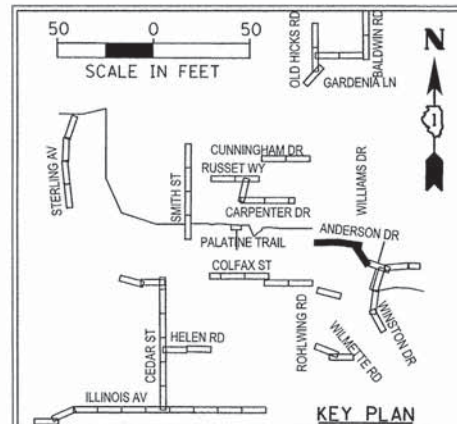 50 0 50
SCALE IN FEET
OLD HICKS RD
BALDWIN RD
GARDENIA LN
N
1
STERLING AV
SMITH ST
CUNNINGHAM DR
RUSSET WY
CARPENTER DR
WILLIAMS DR
PALATINE TRAIL
ANDERSON DR
COLFAX ST
CEDAR ST
HELEN RD
ROHLWING RD
WILMETTE RD
WINSTON DR
ILLINOIS AV
KEY PLAN